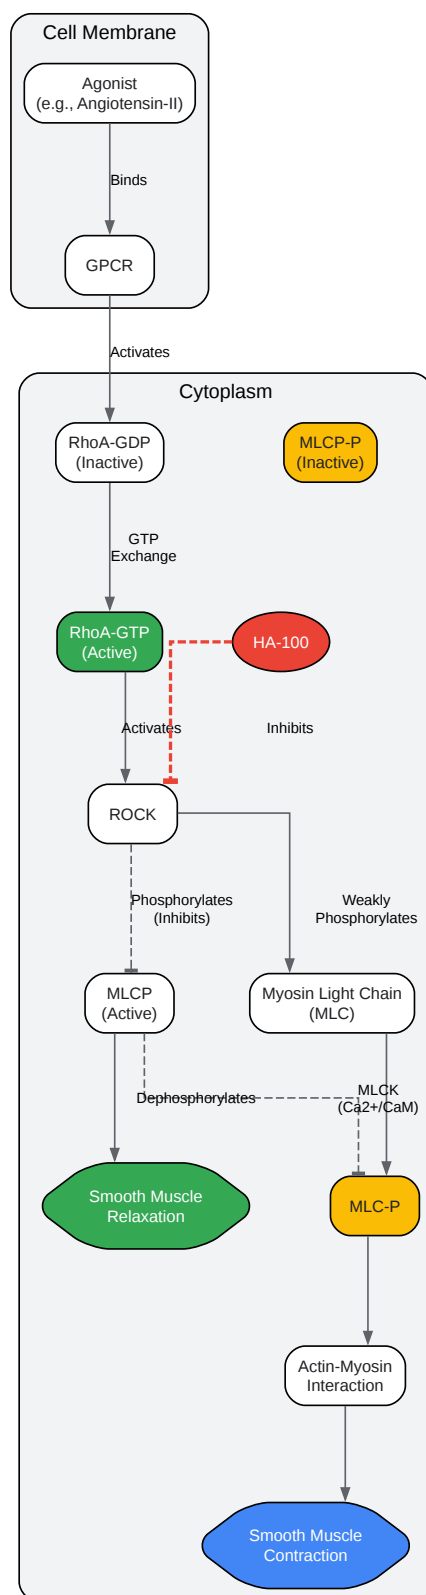 Cell Membrane
Agonist
(e.g., Angiotensin-II)
Binds
GPCR
Activates
Cytoplasm
RhoA-GDP
(Inactive)
MLCP-P
(Inactive)
GTP
Exchange
RhoA-GTP
(Active)
HA-100
Activates
Inhibits
ROCK
Phosphorylates
(Inhibits)
Weakly
Phosphorylates
MLCP
(Active)
Myosin Light Chain
(MLC)
Dephosphorylates
MLCK
(Ca2+/CaM)
Smooth Muscle
Relaxation
MLC-P
Actin-Myosin
Interaction
Smooth Muscle
Contraction